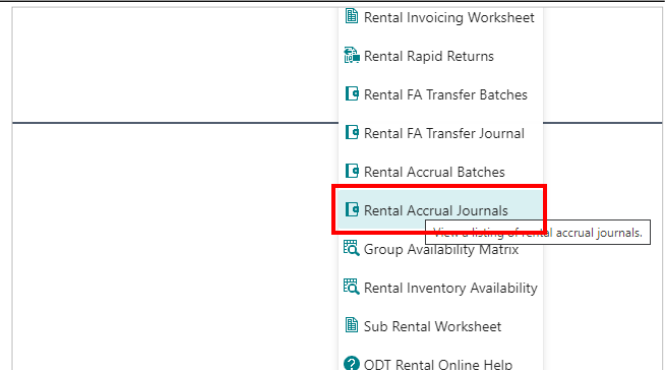 Rental Invoicing Worksheet
Rental Rapid Returns
Rental FA Transfer Batches
Rental FA Transfer Journal
Rental Accrual Batches
Rental Accrual Journals
View a listing of rental accrual journals.
Group Availability Matrix
Rental Inventory Availability
Sub Rental Worksheet
ODT Rental Online Help